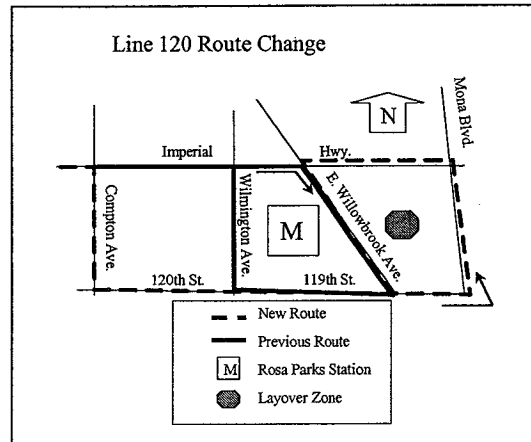 Line 120 Route Change
N
Mona Blvd.
Imperial
Hwy.
Compton Ave.
Wilmington Ave.
E. Willowbrook Ave.
M
120th St.
119th St.
New Route
Previous Route
M Rosa Parks Station
Layover Zone